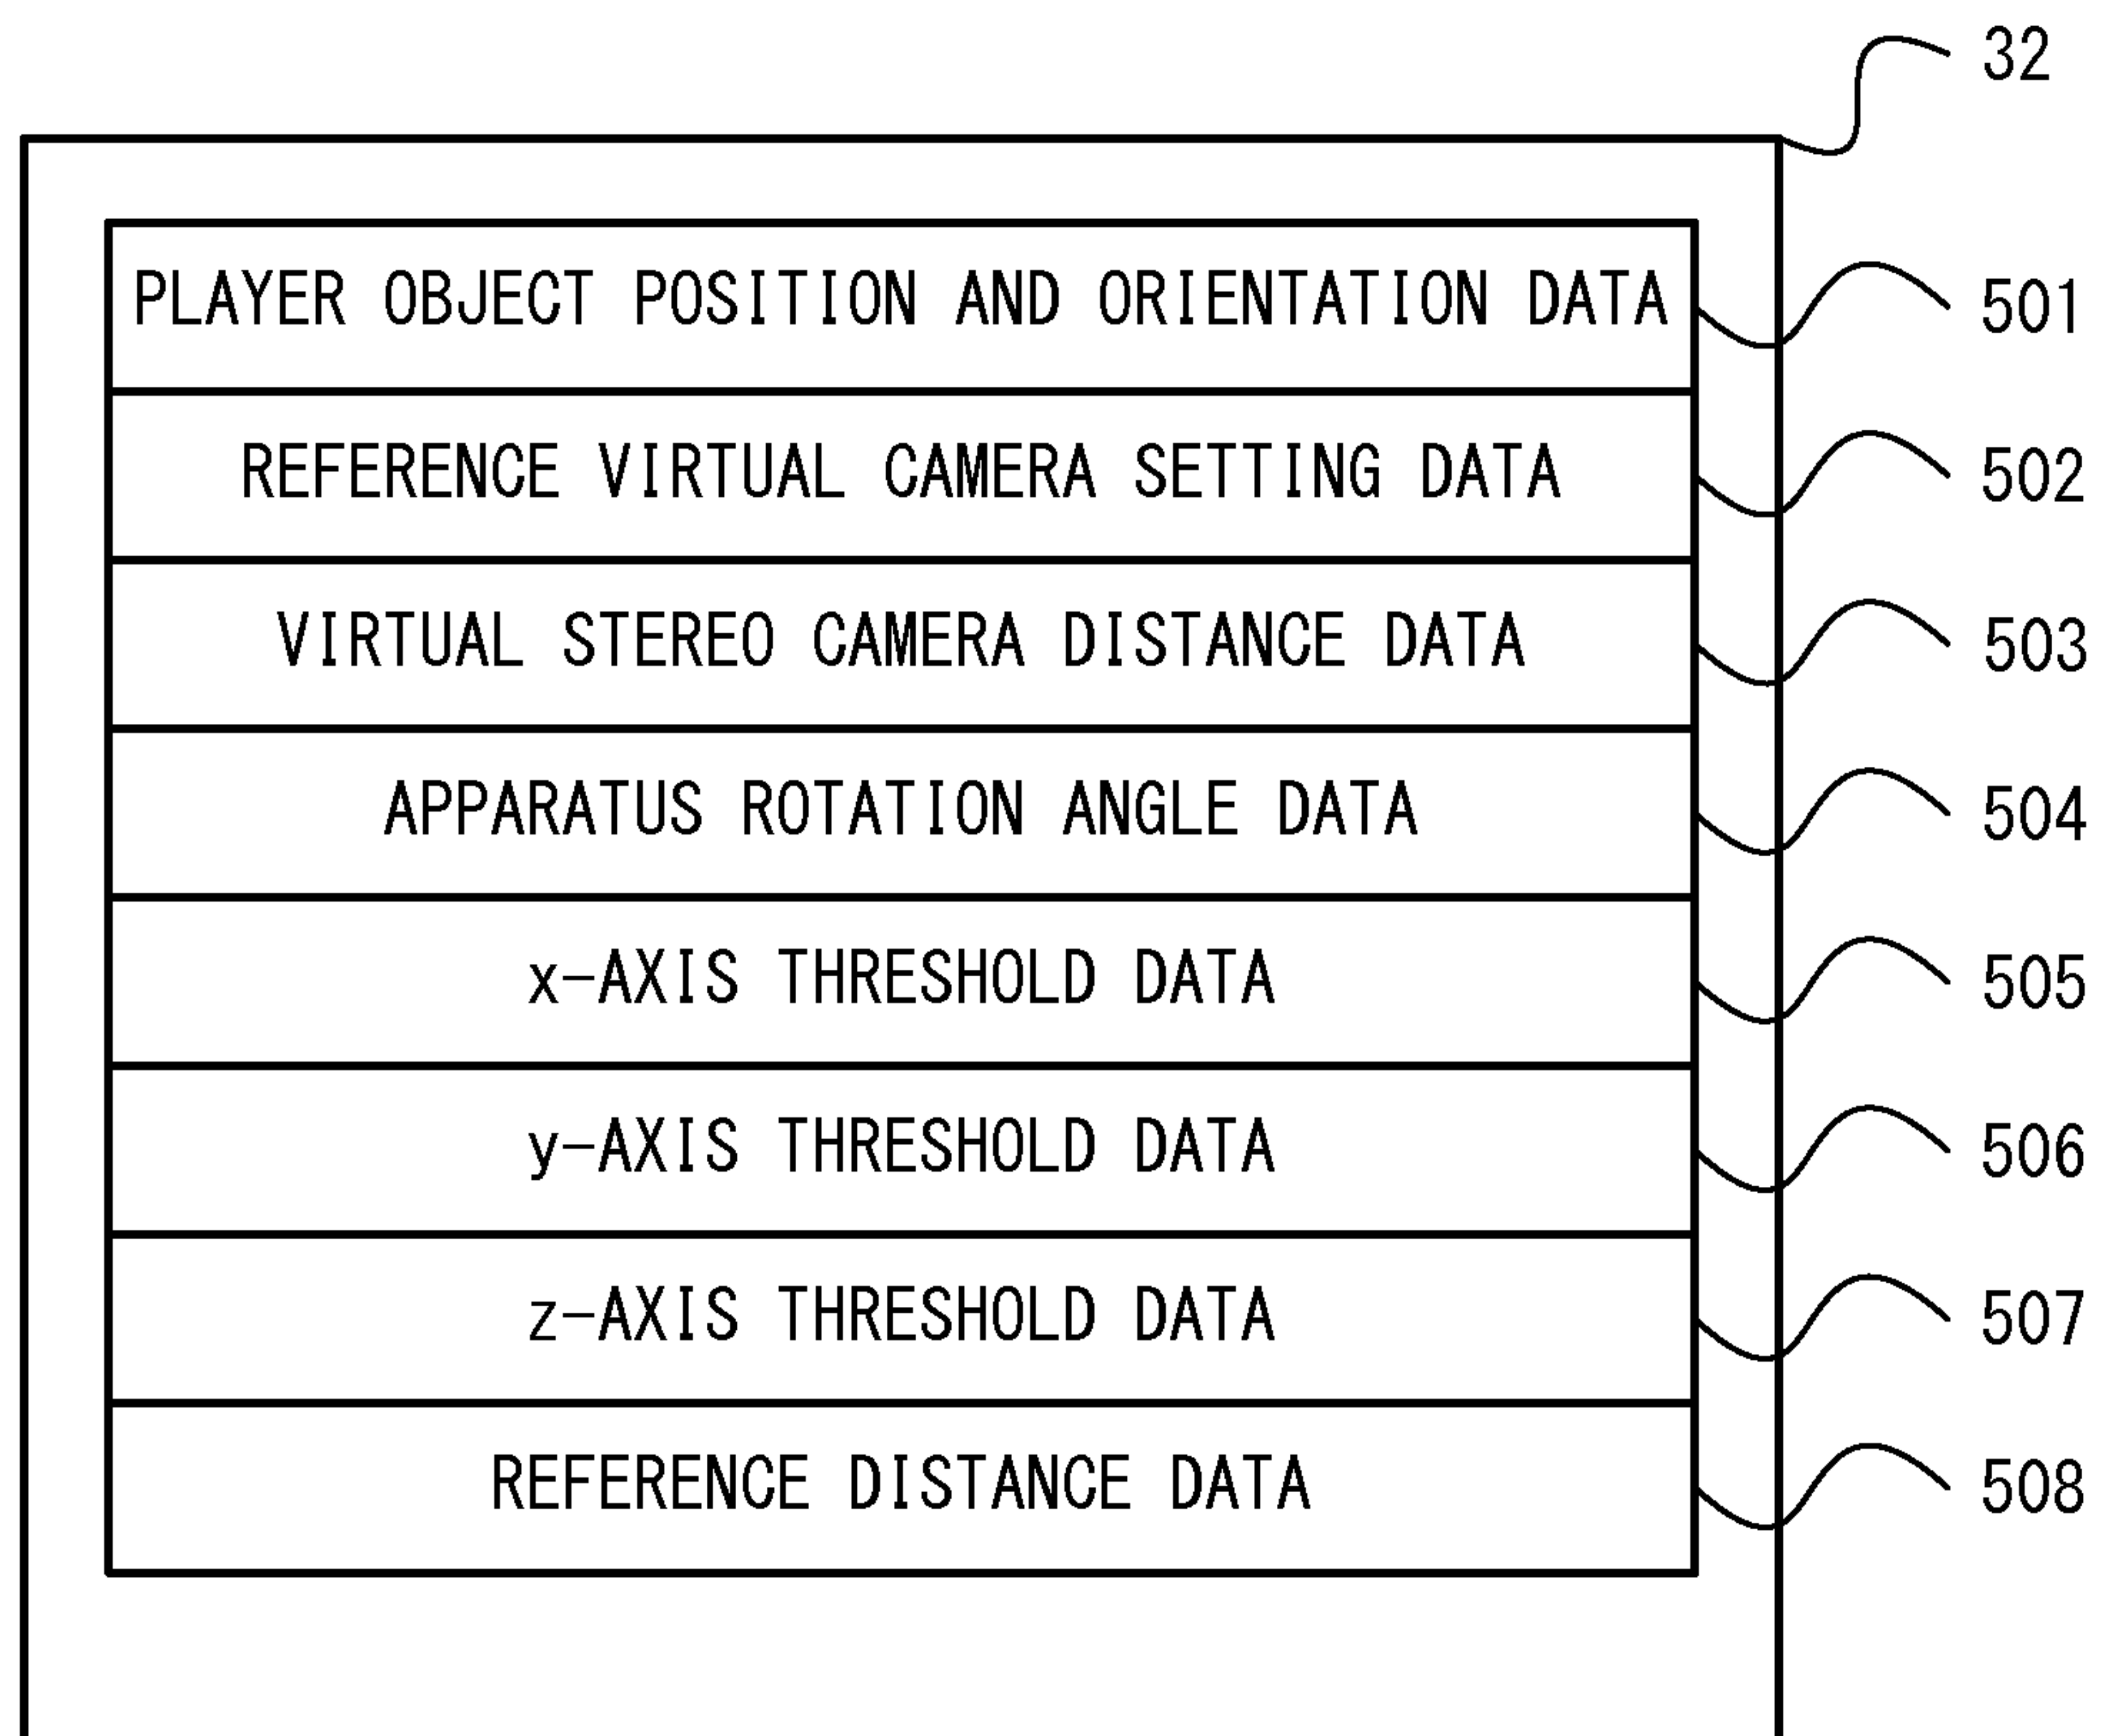 32
PLAYER OBJECT POSITION AND ORIENTATION DATA 501
REFERENCE VIRTUAL CAMERA SETTING DATA 502
VIRTUAL STEREO CAMERA DISTANCE DATA 503
APPARATUS ROTATION ANGLE DATA 504
x-AXIS THRESHOLD DATA 505
y-AXIS THRESHOLD DATA 506
z-AXIS THRESHOLD DATA 507
REFERENCE DISTANCE DATA 508